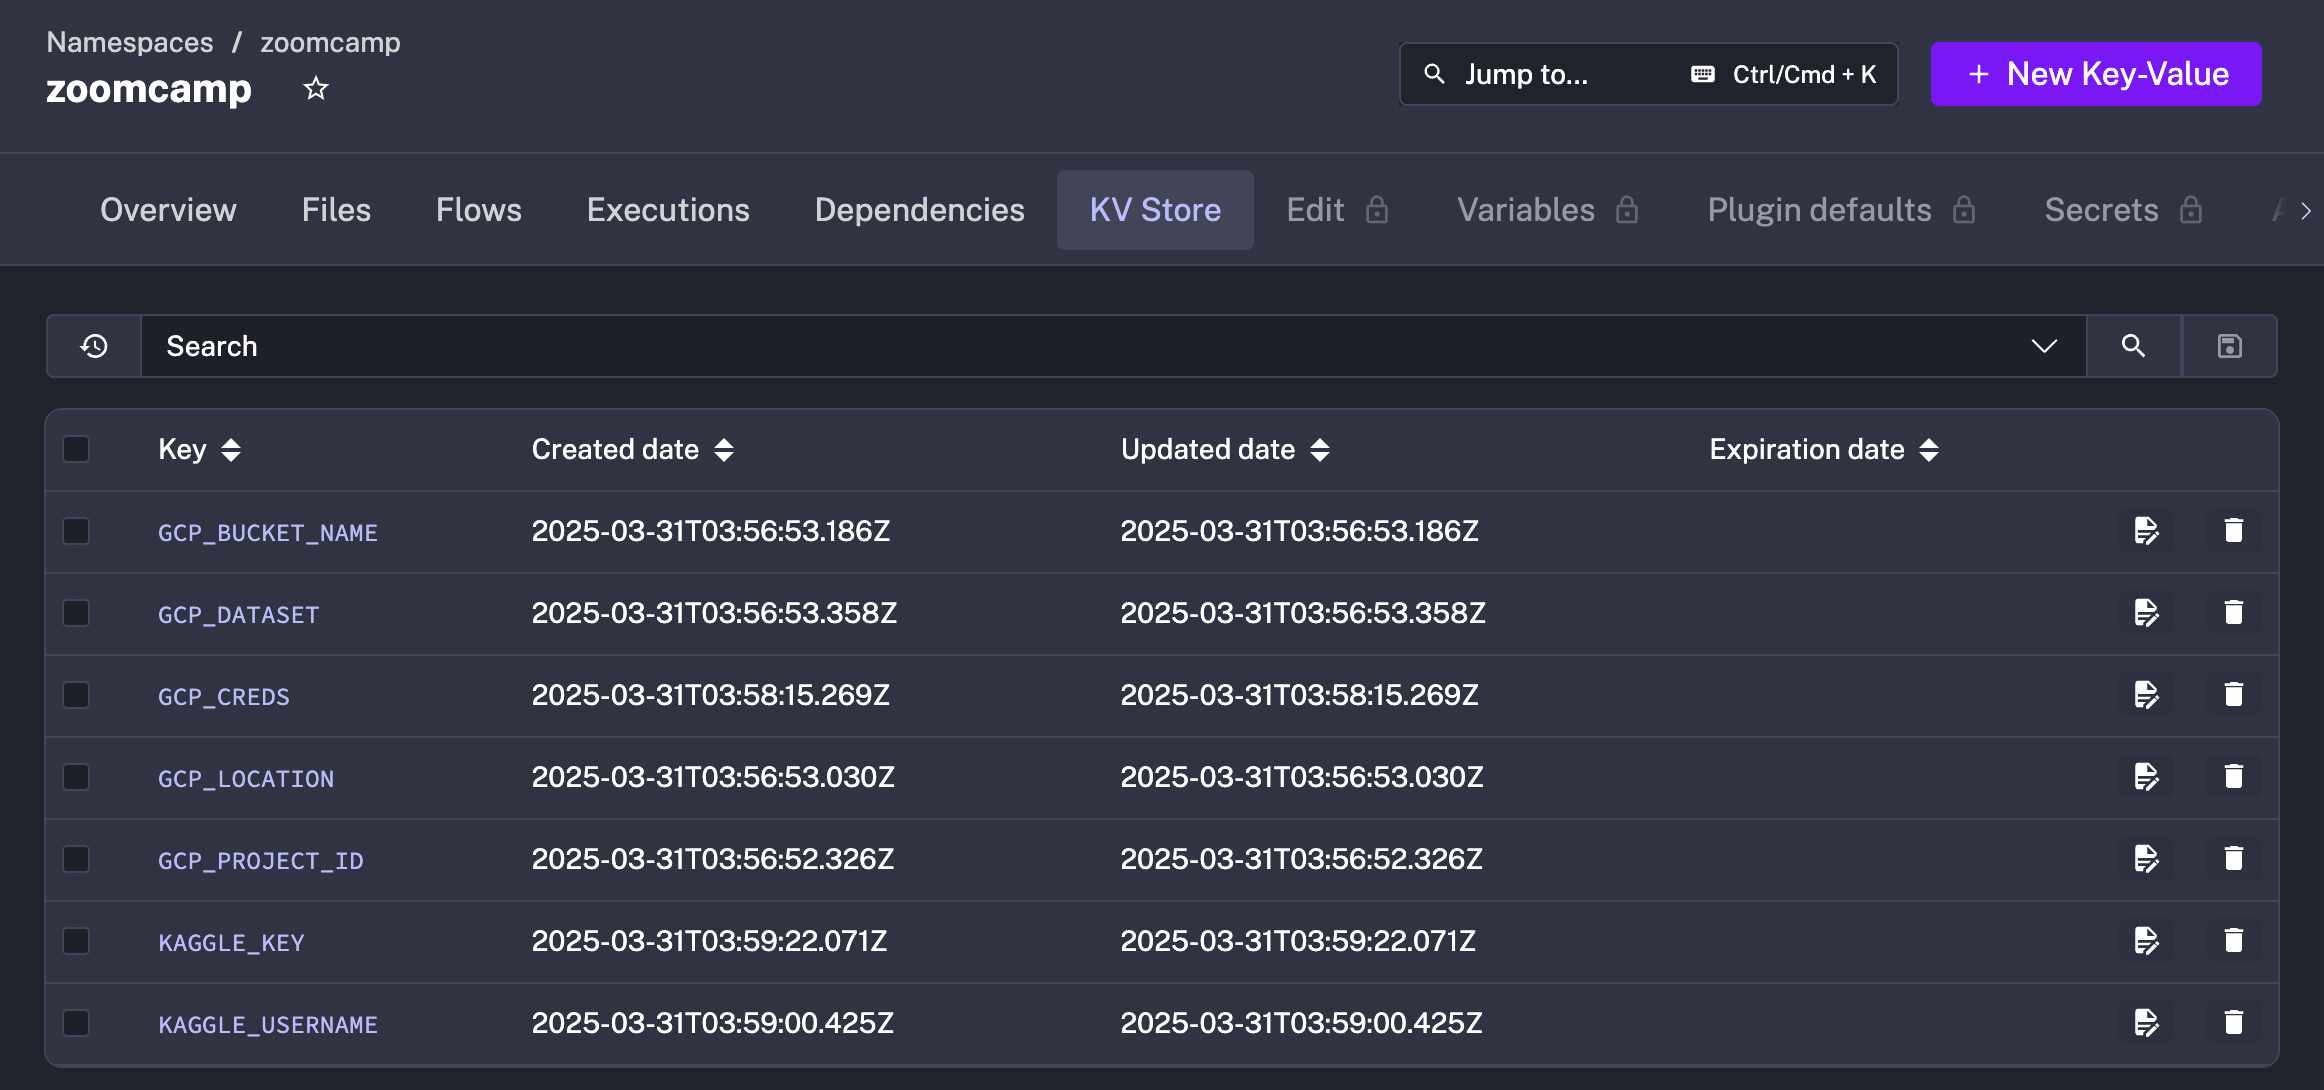 Namespaces / zoomcamp
zoomcamp
Jump to... Ctrl/Cmd + K
+ New Key-Value
Overview Files Flows Executions Dependencies KV Store Edit Variables Plugin defaults Secrets
Search
Key Created date Updated date Expiration date
GCP_BUCKET_NAME 2025-03-31T03:56:53.186Z 2025-03-31T03:56:53.186Z
GCP_DATASET 2025-03-31T03:56:53.358Z 2025-03-31T03:56:53.358Z
GCP_CREDS 2025-03-31T03:58:15.269Z 2025-03-31T03:58:15.269Z
GCP_LOCATION 2025-03-31T03:56:53.030Z 2025-03-31T03:56:53.030Z
GCP_PROJECT_ID 2025-03-31T03:56:52.326Z 2025-03-31T03:56:52.326Z
KAGGLE_KEY 2025-03-31T03:59:22.071Z 2025-03-31T03:59:22.071Z
KAGGLE_USERNAME 2025-03-31T03:59:00.425Z 2025-03-31T03:59:00.425Z